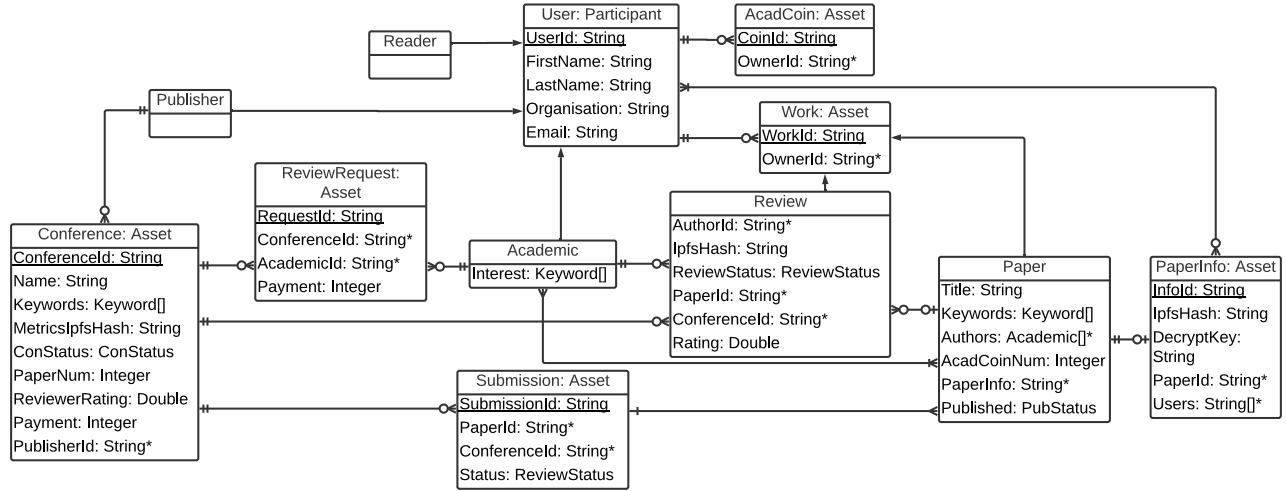 User: Participant
UserId: String
FirstName: String
LastName: String
Organisation: String
Email: String
AcadCoin: Asset
CoinId: String
OwnerId: String*
Reader
Publisher
Work: Asset
WorkId: String
OwnerId: String*
ReviewRequest:
Asset
RequestId: String
ConferenceId: String*
AcademicId: String*
Payment: Integer
Conference: Asset
ConferenceId: String
Name: String
Keywords: Keyword[]
MetricsIpfsHash: String
ConStatus: ConStatus
PaperNum: Integer
ReviewerRating: Double
Payment: Integer
PublisherId: String*
Academic
Interest: Keyword[]
Review
AuthorId: String*
IpfsHash: String
ReviewStatus: ReviewStatus
PaperId: String*
ConferenceId: String*
Rating: Double
Paper
Title: String
Keywords: Keyword[]
Authors: Academic[]*
AcadCoinNum: Integer
PaperInfo: String*
Published: PubStatus
PaperInfo: Asset
InfoId: String
IpfsHash: String
DecryptKey:
String
PaperId: String*
Users: String[]*
Submission: Asset
SubmissionId: String
PaperId: String*
ConferenceId: String*
Status: ReviewStatus